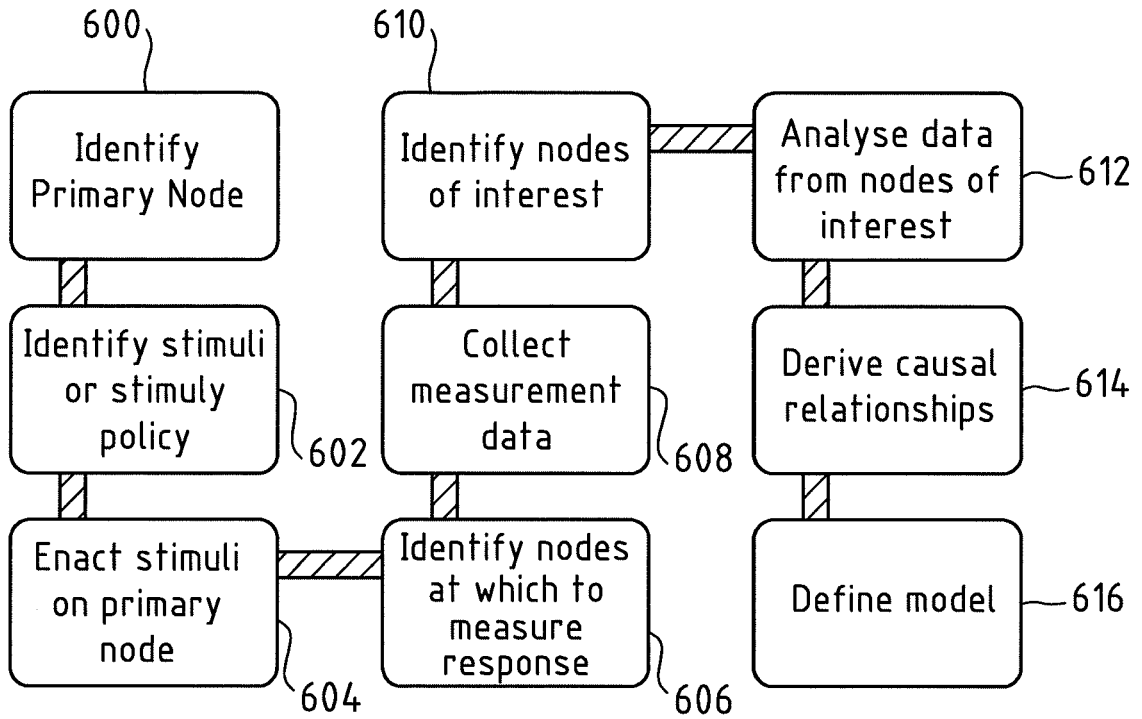 600
Identify
Primary Node
Identify stimuli
or stimuly
policy
602
Enact stimuli
on primary
node
604
Identify nodes
at which to
measure
response
606
Collect
measurement
data
608
610
Identify nodes
of interest
Analyse data
from nodes of
interest
612
Derive causal
relationships
614
Define model
616